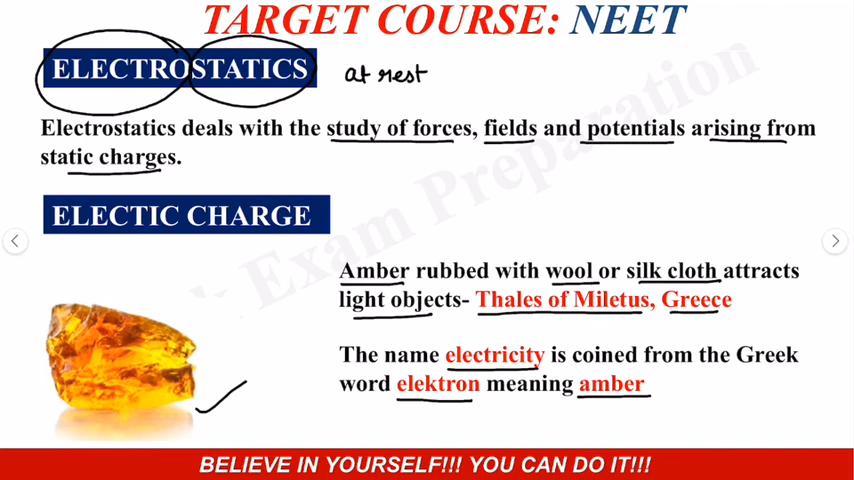 TARGET COURSE: NEET
ELECTROSTATICS at rest
Electrostatics deals with the study of forces, fields and potentials arising from
static charges.
ELECTIC CHARGE
Amber rubbed with wool or silk cloth attracts
light objects- Thales of Miletus, Greece
The name electricity is coined from the Greek
word elektron meaning amber
Exam Preparation
BELIEVE IN YOURSELF!!! YOU CAN DO IT!!!